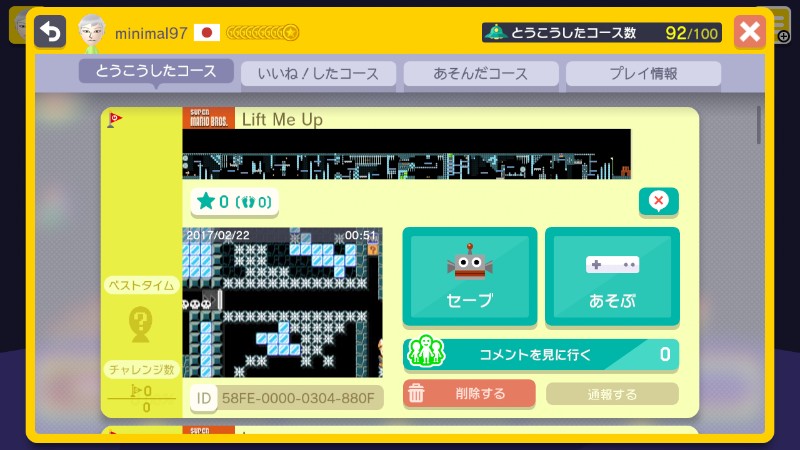 minimal97
とうこうしたコース数 92/100
とうこうしたコース
いいね！したコース
あそんだコース
プレイ情報
SUPER MARIO BROS.
Lift Me Up
0 (0)
2017/02/22
00:51
セーブ
あそぶ
ベストタイム
コメントを見に行く 0
チャレンジ数
0
0
ID 58FE-0000-0304-880F
削除する
通報する